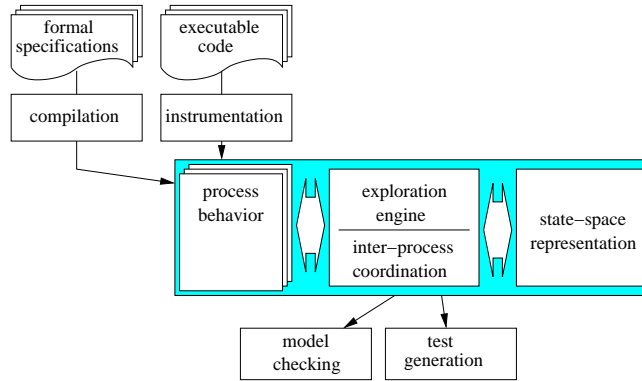 formal
specifications
executable
code
compilation
instrumentation
process
behavior
exploration
engine
inter−process
coordination
state−space
representation
model
checking
test
generation